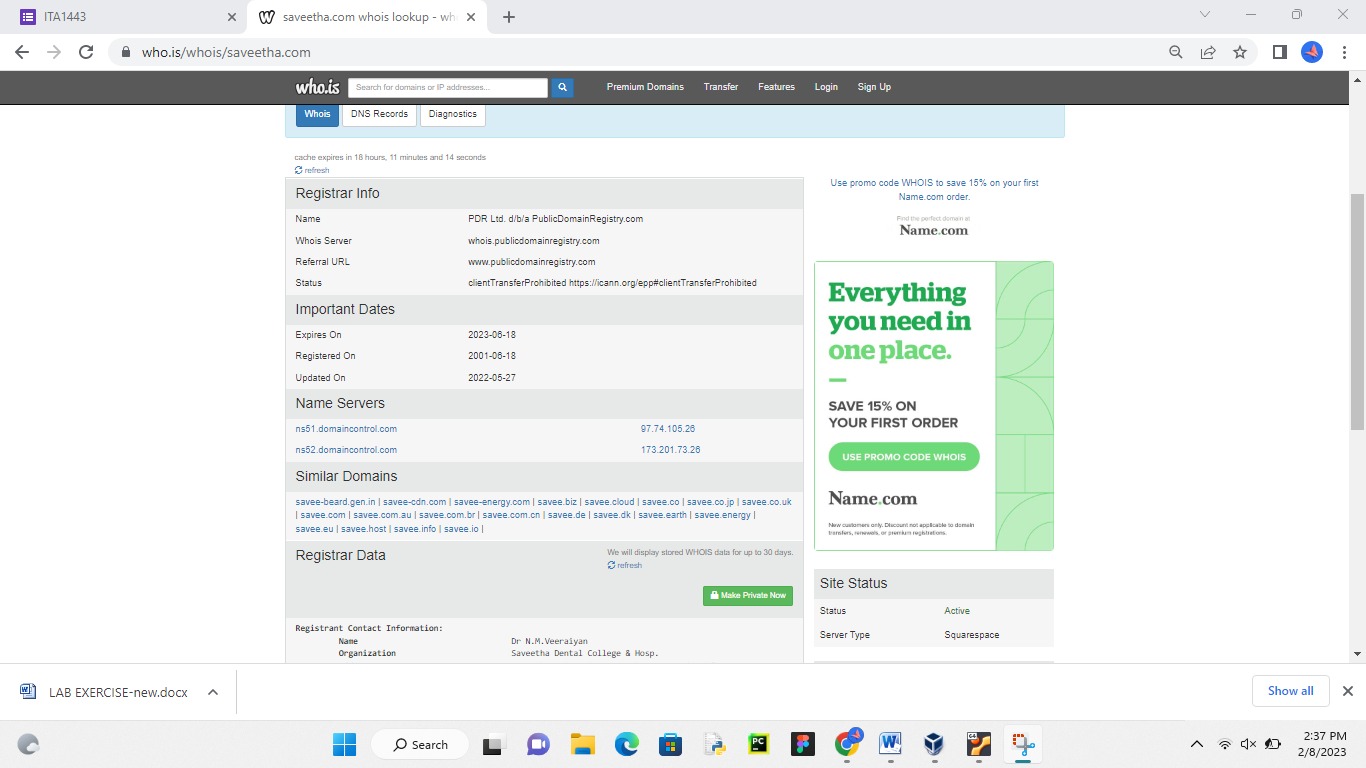 ITA1443
saveetha.com whois lookup - wh
who.is/whois/saveetha.com
who.is
Search for domains or IP addresses...
Premium Domains
Transfer
Features
Login
Sign Up
Whois
DNS Records
Diagnostics
cache expires in 18 hours, 11 minutes and 14 seconds
refresh
Registrar Info
Name PDR Ltd. d/b/a PublicDomainRegistry.com
Whois Server whois.publicdomainregistry.com
Referral URL www.publicdomainregistry.com
Status clientTransferProhibited https://icann.org/epp#clientTransferProhibited
Important Dates
Expires On 2023-06-18
Registered On 2001-06-18
Updated On 2022-05-27
Name Servers
ns51.domaincontrol.com 97.74.105.26
ns52.domaincontrol.com 173.201.73.26
Similar Domains
savee-beard.gen.in | savee-cdn.com | savee-energy.com | savee.biz | savee.cloud | savee.co | savee.co.jp | savee.co.uk
| savee.com | savee.com.au | savee.com.br | savee.com.cn | savee.de | savee.dk | savee.earth | savee.energy |
savee.eu | savee.host | savee.info | savee.io |
Registrar Data
We will display stored WHOIS data for up to 30 days.
refresh
Make Private Now
Registrant Contact Information:
Name Dr N.M.Veeraiyan
Organization Saveetha Dental College & Hosp.
Use promo code WHOIS to save 15% on your first
Name.com order.
Find the perfect domain at
Name.com
Everything
you need in
one place.
SAVE 15% ON
YOUR FIRST ORDER
USE PROMO CODE WHOIS
Name.com
New customers only. Discount not applicable to domain
transfers, renewals, or premium registrations.
Site Status
Status Active
Server Type Squarespace
LAB EXERCISE-new.docx
Show all
Search
PC
64
2:37 PM
2/8/2023